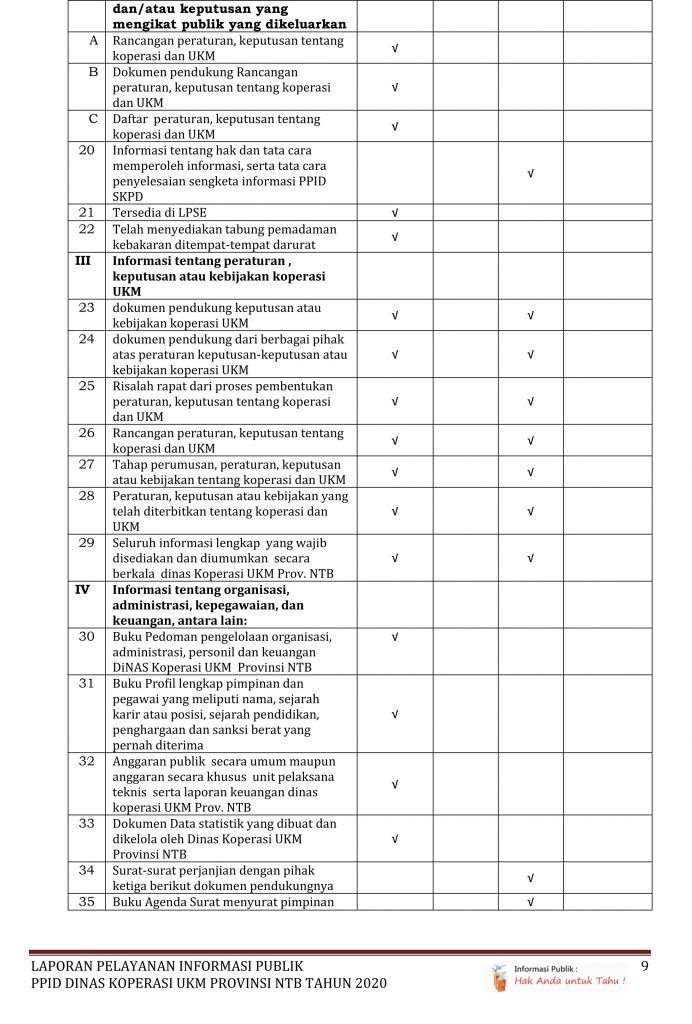 dan/atau keputusan yang
mengikat publik yang dikeluarkan
A Rancangan peraturan, keputusan tentang √
koperasi dan UKM
B Dokumen pendukung Rancangan
peraturan, keputusan tentang koperasi √
dan UKM
C Daftar peraturan, keputusan tentang √
koperasi dan UKM
20 Informasi tentang hak dan tata cara
memperoleh informasi, serta tata cara
penyelesaian sengketa informasi PPID √
SKPD
21 Tersedia di LPSE √
22 Telah menyediakan tabung pemadaman √
kebakaran ditempat-tempat darurat
III Informasi tentang peraturan ,
keputusan atau kebijakan koperasi
UKM
23 dokumen pendukung keputusan atau √ √
kebijakan koperasi UKM
24 dokumen pendukung dari berbagai pihak
atas peraturan keputusan-keputusan atau √ √
kebijakan koperasi UKM
25 Risalah rapat dari proses pembentukan
peraturan, keputusan tentang koperasi √ √
dan UKM
26 Rancangan peraturan, keputusan tentang √ √
koperasi dan UKM
27 Tahap perumusan, peraturan, keputusan √ √
atau kebijakan tentang koperasi dan UKM
28 Peraturan, keputusan atau kebijakan yang
telah diterbitkan tentang koperasi dan √ √
UKM
29 Seluruh informasi lengkap yang wajib
disediakan dan diumumkan secara √ √
berkala dinas Koperasi UKM Prov. NTB
IV Informasi tentang organisasi,
administrasi, kepegawaian, dan
keuangan, antara lain:
30 Buku Pedoman pengelolaan organisasi, √
administrasi, personil dan keuangan
DiNAS Koperasi UKM Provinsi NTB
31 Buku Profil lengkap pimpinan dan
pegawai yang meliputi nama, sejarah
karir atau posisi, sejarah pendidikan, √
penghargaan dan sanksi berat yang
pernah diterima
32 Anggaran publik secara umum maupun
anggaran secara khusus unit pelaksana
teknis serta laporan keuangan dinas √
koperasi UKM Prov. NTB
33 Dokumen Data statistik yang dibuat dan
dikelola oleh Dinas Koperasi UKM √
Provinsi NTB
34 Surat-surat perjanjian dengan pihak √
ketiga berikut dokumen pendukungnya
35 Buku Agenda Surat menyurat pimpinan √
LAPORAN PELAYANAN INFORMASI PUBLIK
PPID DINAS KOPERASI UKM PROVINSI NTB TAHUN 2020
Informasi Publik :
Hak Anda untuk Tahu !
9